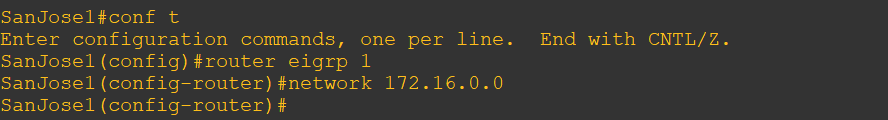 SanJose1#conf t
Enter configuration commands, one per line.  End with CNTL/Z.
SanJose1(config)#router eigrp 1
SanJose1(config-router)#network 172.16.0.0
SanJose1(config-router)#